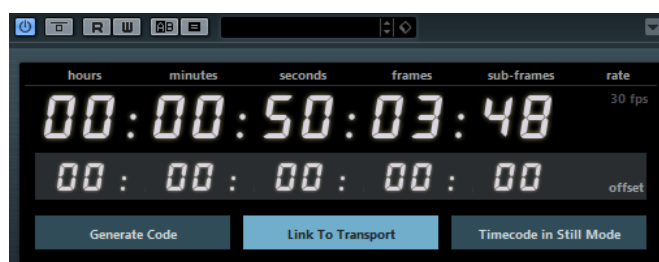 R W AB
hours minutes seconds frames sub-frames rate
00:00:50:03:48 30 fps
00: 00: 00: 00: 00 offset
Generate Code Link To Transport Timecode in Still Mode